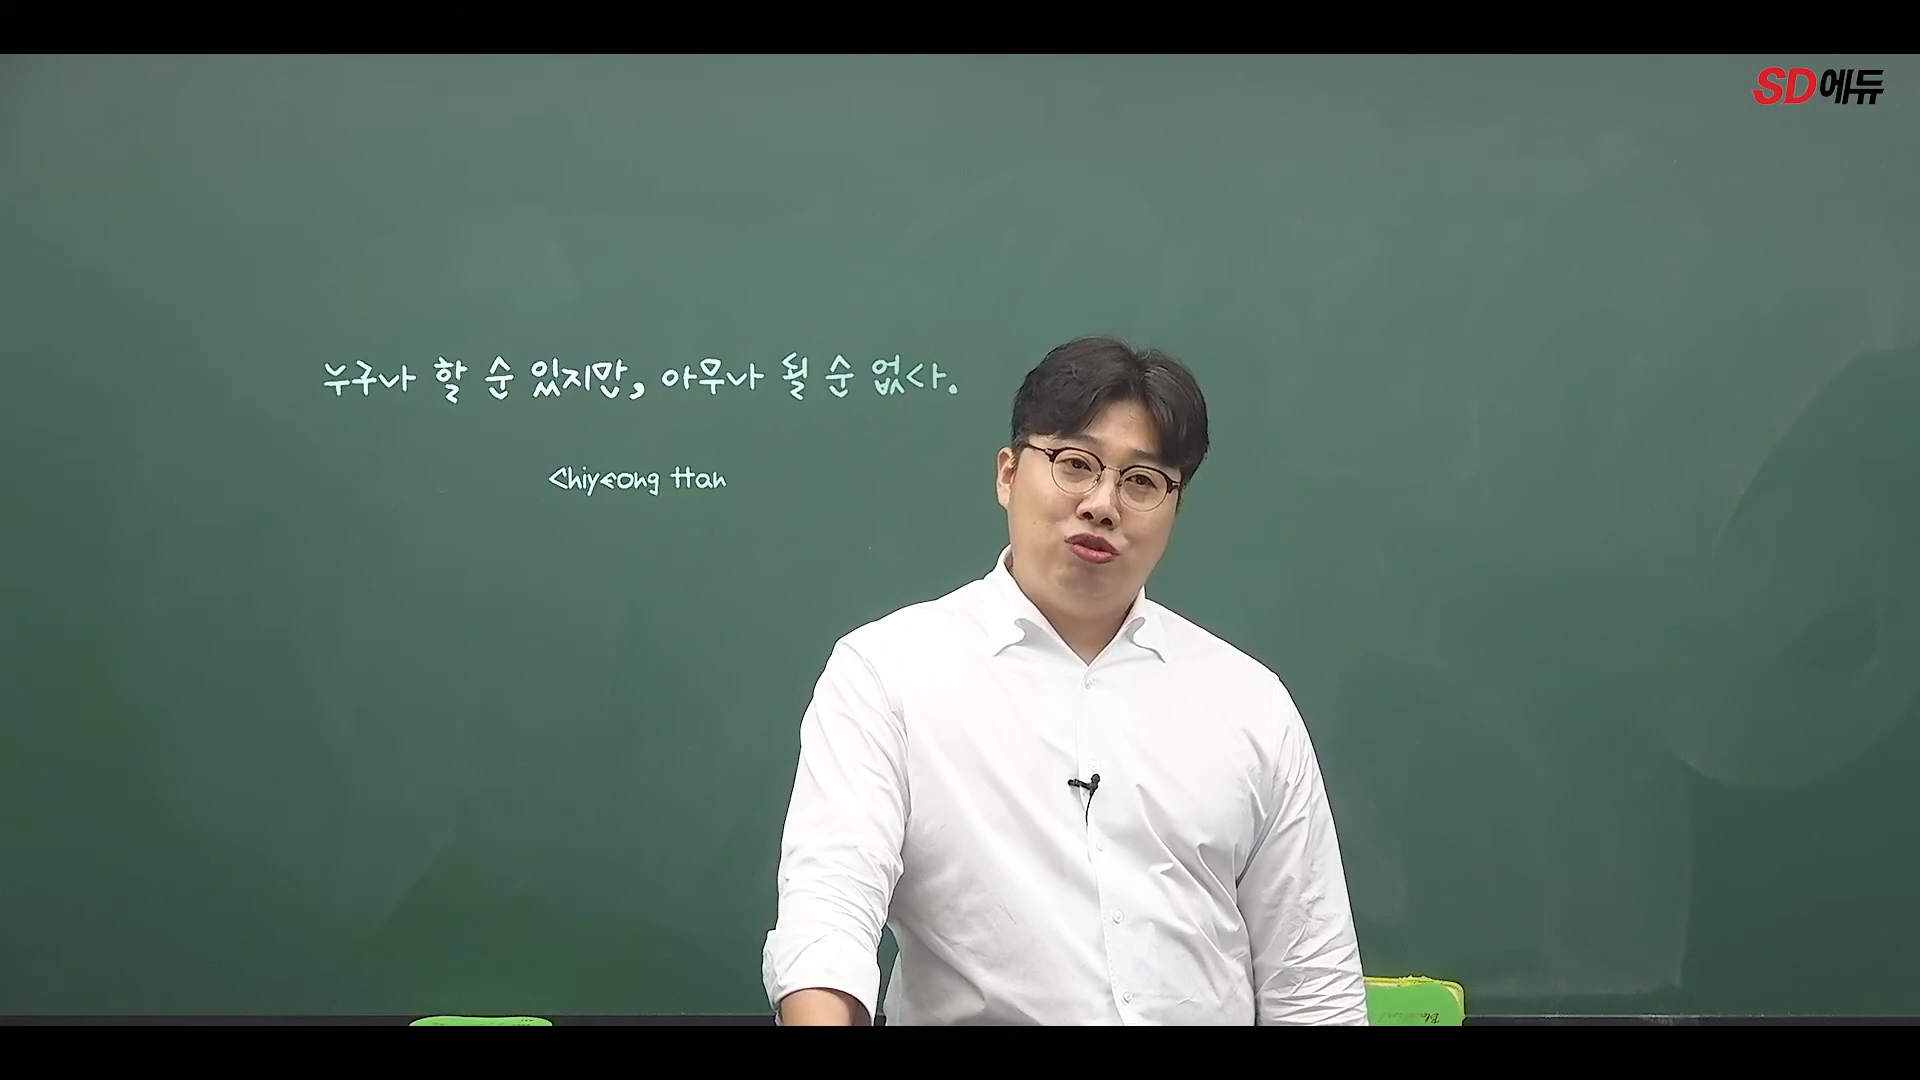 SD에듀
누구나 할 순 있지만, 아무나 될 순 없다.
Chiyeong Han